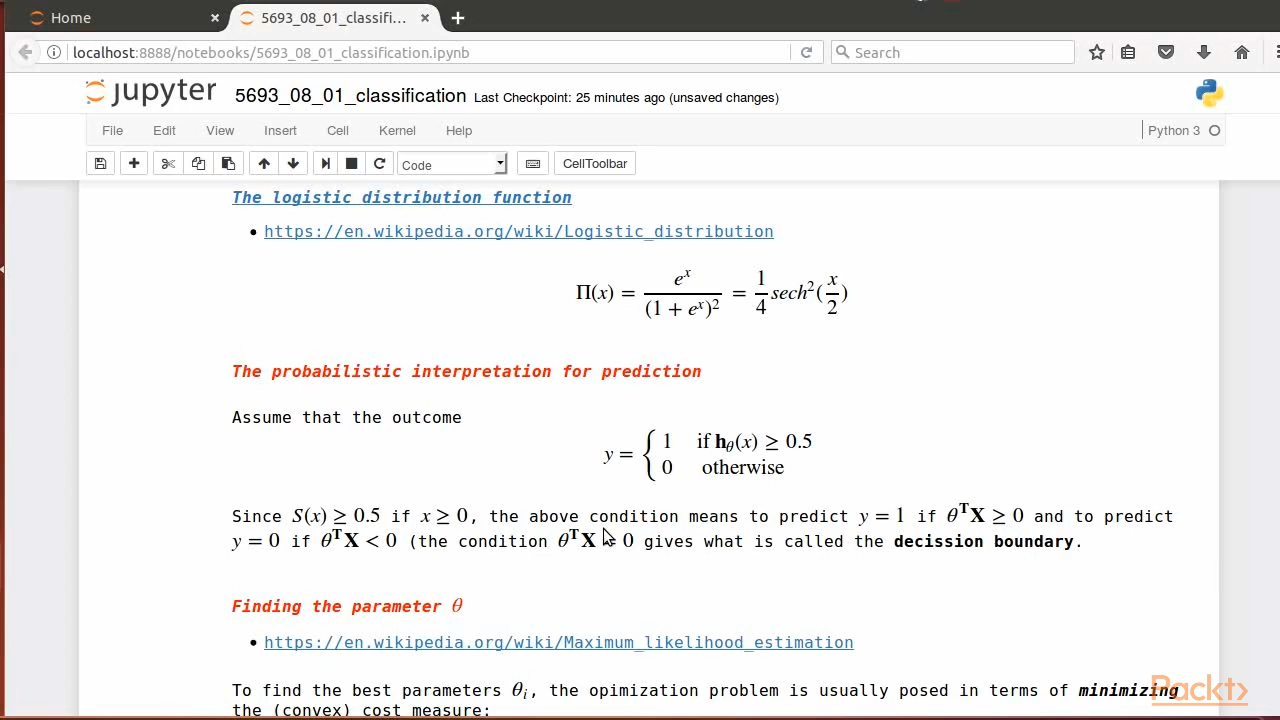 Home
5693_08_01_classifi...
localhost:8888/notebooks/5693_08_01_classification.ipynb
Search
jupyter 5693_08_01_classification Last Checkpoint: 25 minutes ago (unsaved changes)
File Edit View Insert Cell Kernel Help Python 3
Code CellToolbar
The logistic distribution function
• https://en.wikipedia.org/wiki/Logistic_distribution
Π(x) = e^x / (1 + e^x)^2 = 1/4 sech^2(x/2)
The probabilistic interpretation for prediction
Assume that the outcome
y = { 1 if h_θ(x) ≥ 0.5
0 otherwise
Since S(x) ≥ 0.5 if x ≥ 0, the above condition means to predict y = 1 if θ^T X ≥ 0 and to predict
y = 0 if θ^T X < 0 (the condition θ^T X = 0 gives what is called the decission boundary.
Finding the parameter θ
• https://en.wikipedia.org/wiki/Maximum_likelihood_estimation
To find the best parameters θ_i, the opimization problem is usually posed in terms of minimizing
the (convex) cost measure:
Packt>